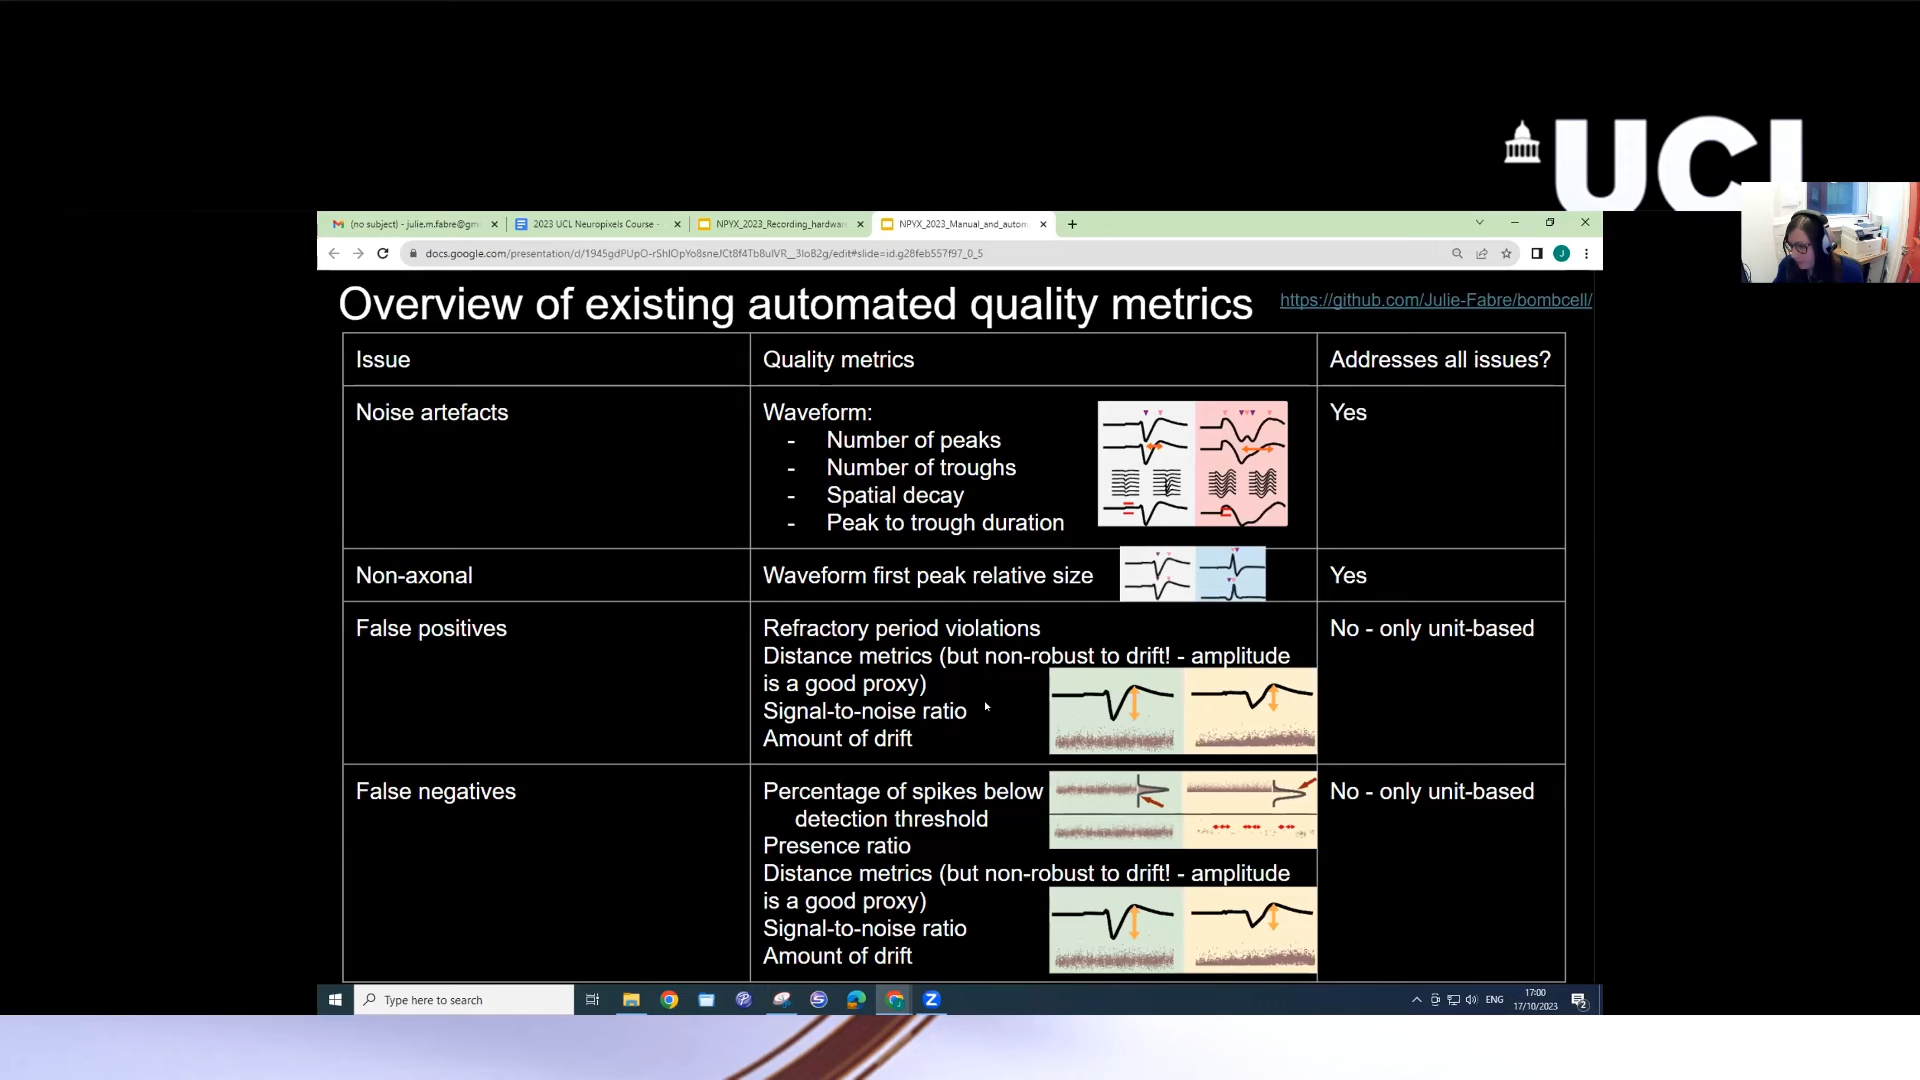 UCL
(no subject) - julie.m.fabre@gm
2023 UCL Neuropixels Course -
NPYX_2023_Recording_hardwar
NPYX_2023_Manual_and_autom
docs.google.com/presentation/d/1945gdPUpO-rShIOpYo8sneJCt8f4Tb8uIVR__3Io82g/edit#slide=id.g28feb557f97_0_5
J
Overview of existing automated quality metrics
https://github.com/Julie-Fabre/bombcell/
Issue
Quality metrics
Addresses all issues?
Noise artefacts
Waveform:
- Number of peaks
- Number of troughs
- Spatial decay
- Peak to trough duration
Yes
Non-axonal
Waveform first peak relative size
Yes
False positives
Refractory period violations
Distance metrics (but non-robust to drift! - amplitude
is a good proxy)
Signal-to-noise ratio
Amount of drift
No - only unit-based
False negatives
Percentage of spikes below
detection threshold
Presence ratio
Distance metrics (but non-robust to drift! - amplitude
is a good proxy)
Signal-to-noise ratio
Amount of drift
No - only unit-based
Type here to search
ENG
17:00
17/10/2023
2